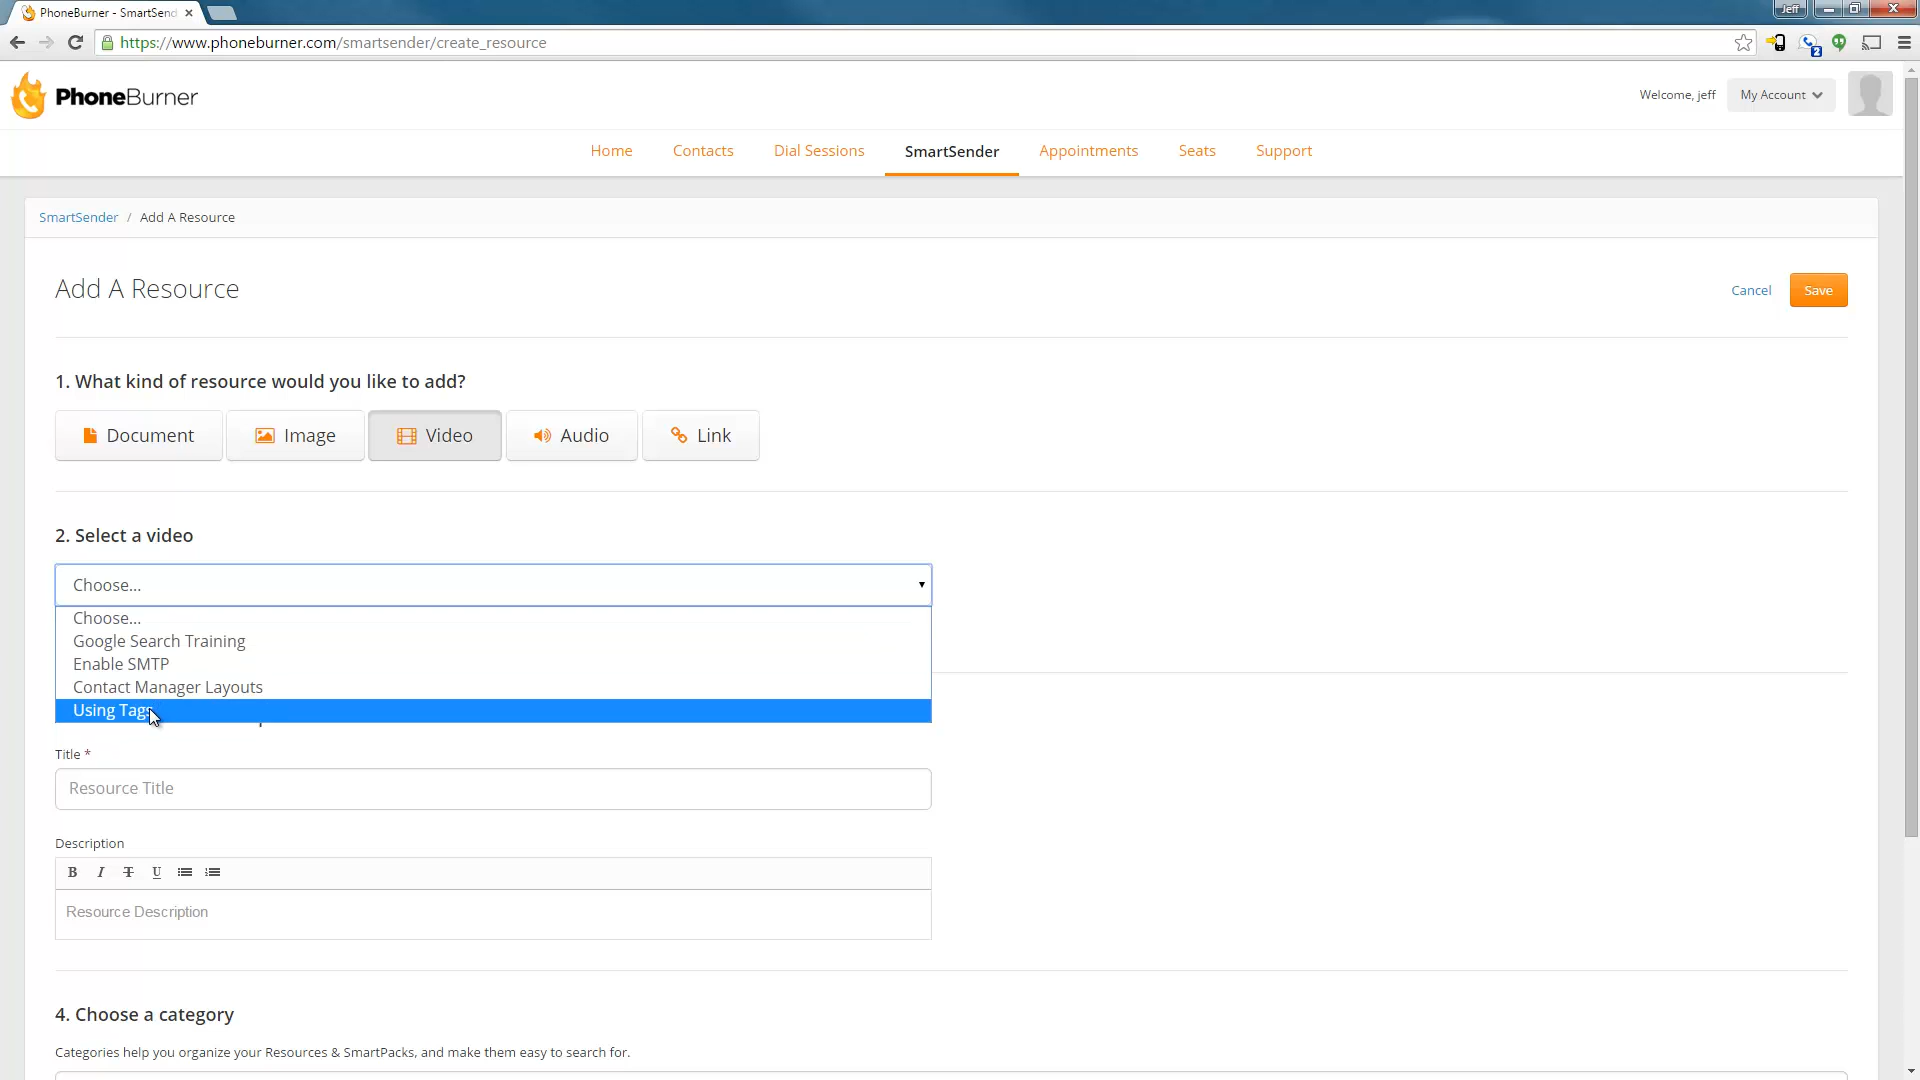 PhoneBurner - SmartSend
Jeff
https://www.phoneburner.com/smartsender/create_resource
2
PhoneBurner
Welcome, jeff
My Account
Home
Contacts
Dial Sessions
SmartSender
Appointments
Seats
Support
SmartSender / Add A Resource
Add A Resource
Cancel
Save
1. What kind of resource would you like to add?
Document
Image
Video
Audio
Link
2. Select a video
Choose...
Choose...
Google Search Training
Enable SMTP
Contact Manager Layouts
Using Tags
Title *
Resource Title
Description
B I T U
Resource Description
4. Choose a category
Categories help you organize your Resources & SmartPacks, and make them easy to search for.